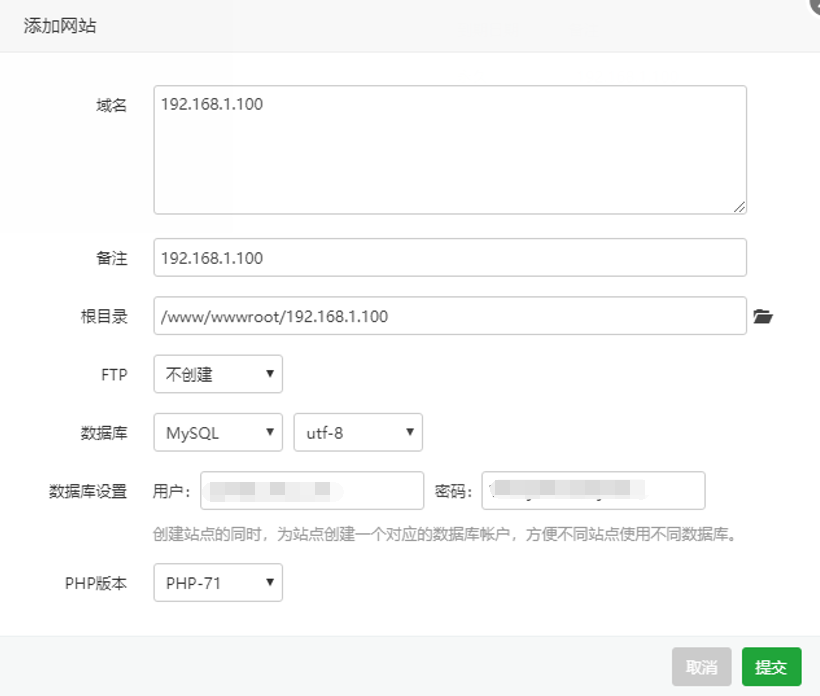 添加网站
域名 192.168.1.100
备注 192.168.1.100
根目录 /www/wwwroot/192.168.1.100
FTP 不创建
数据库 MySQL utf-8
数据库设置 用户： 密码：
创建站点的同时，为站点创建一个对应的数据库帐户，方便不同站点使用不同数据库。
PHP版本 PHP-71
取消 提交